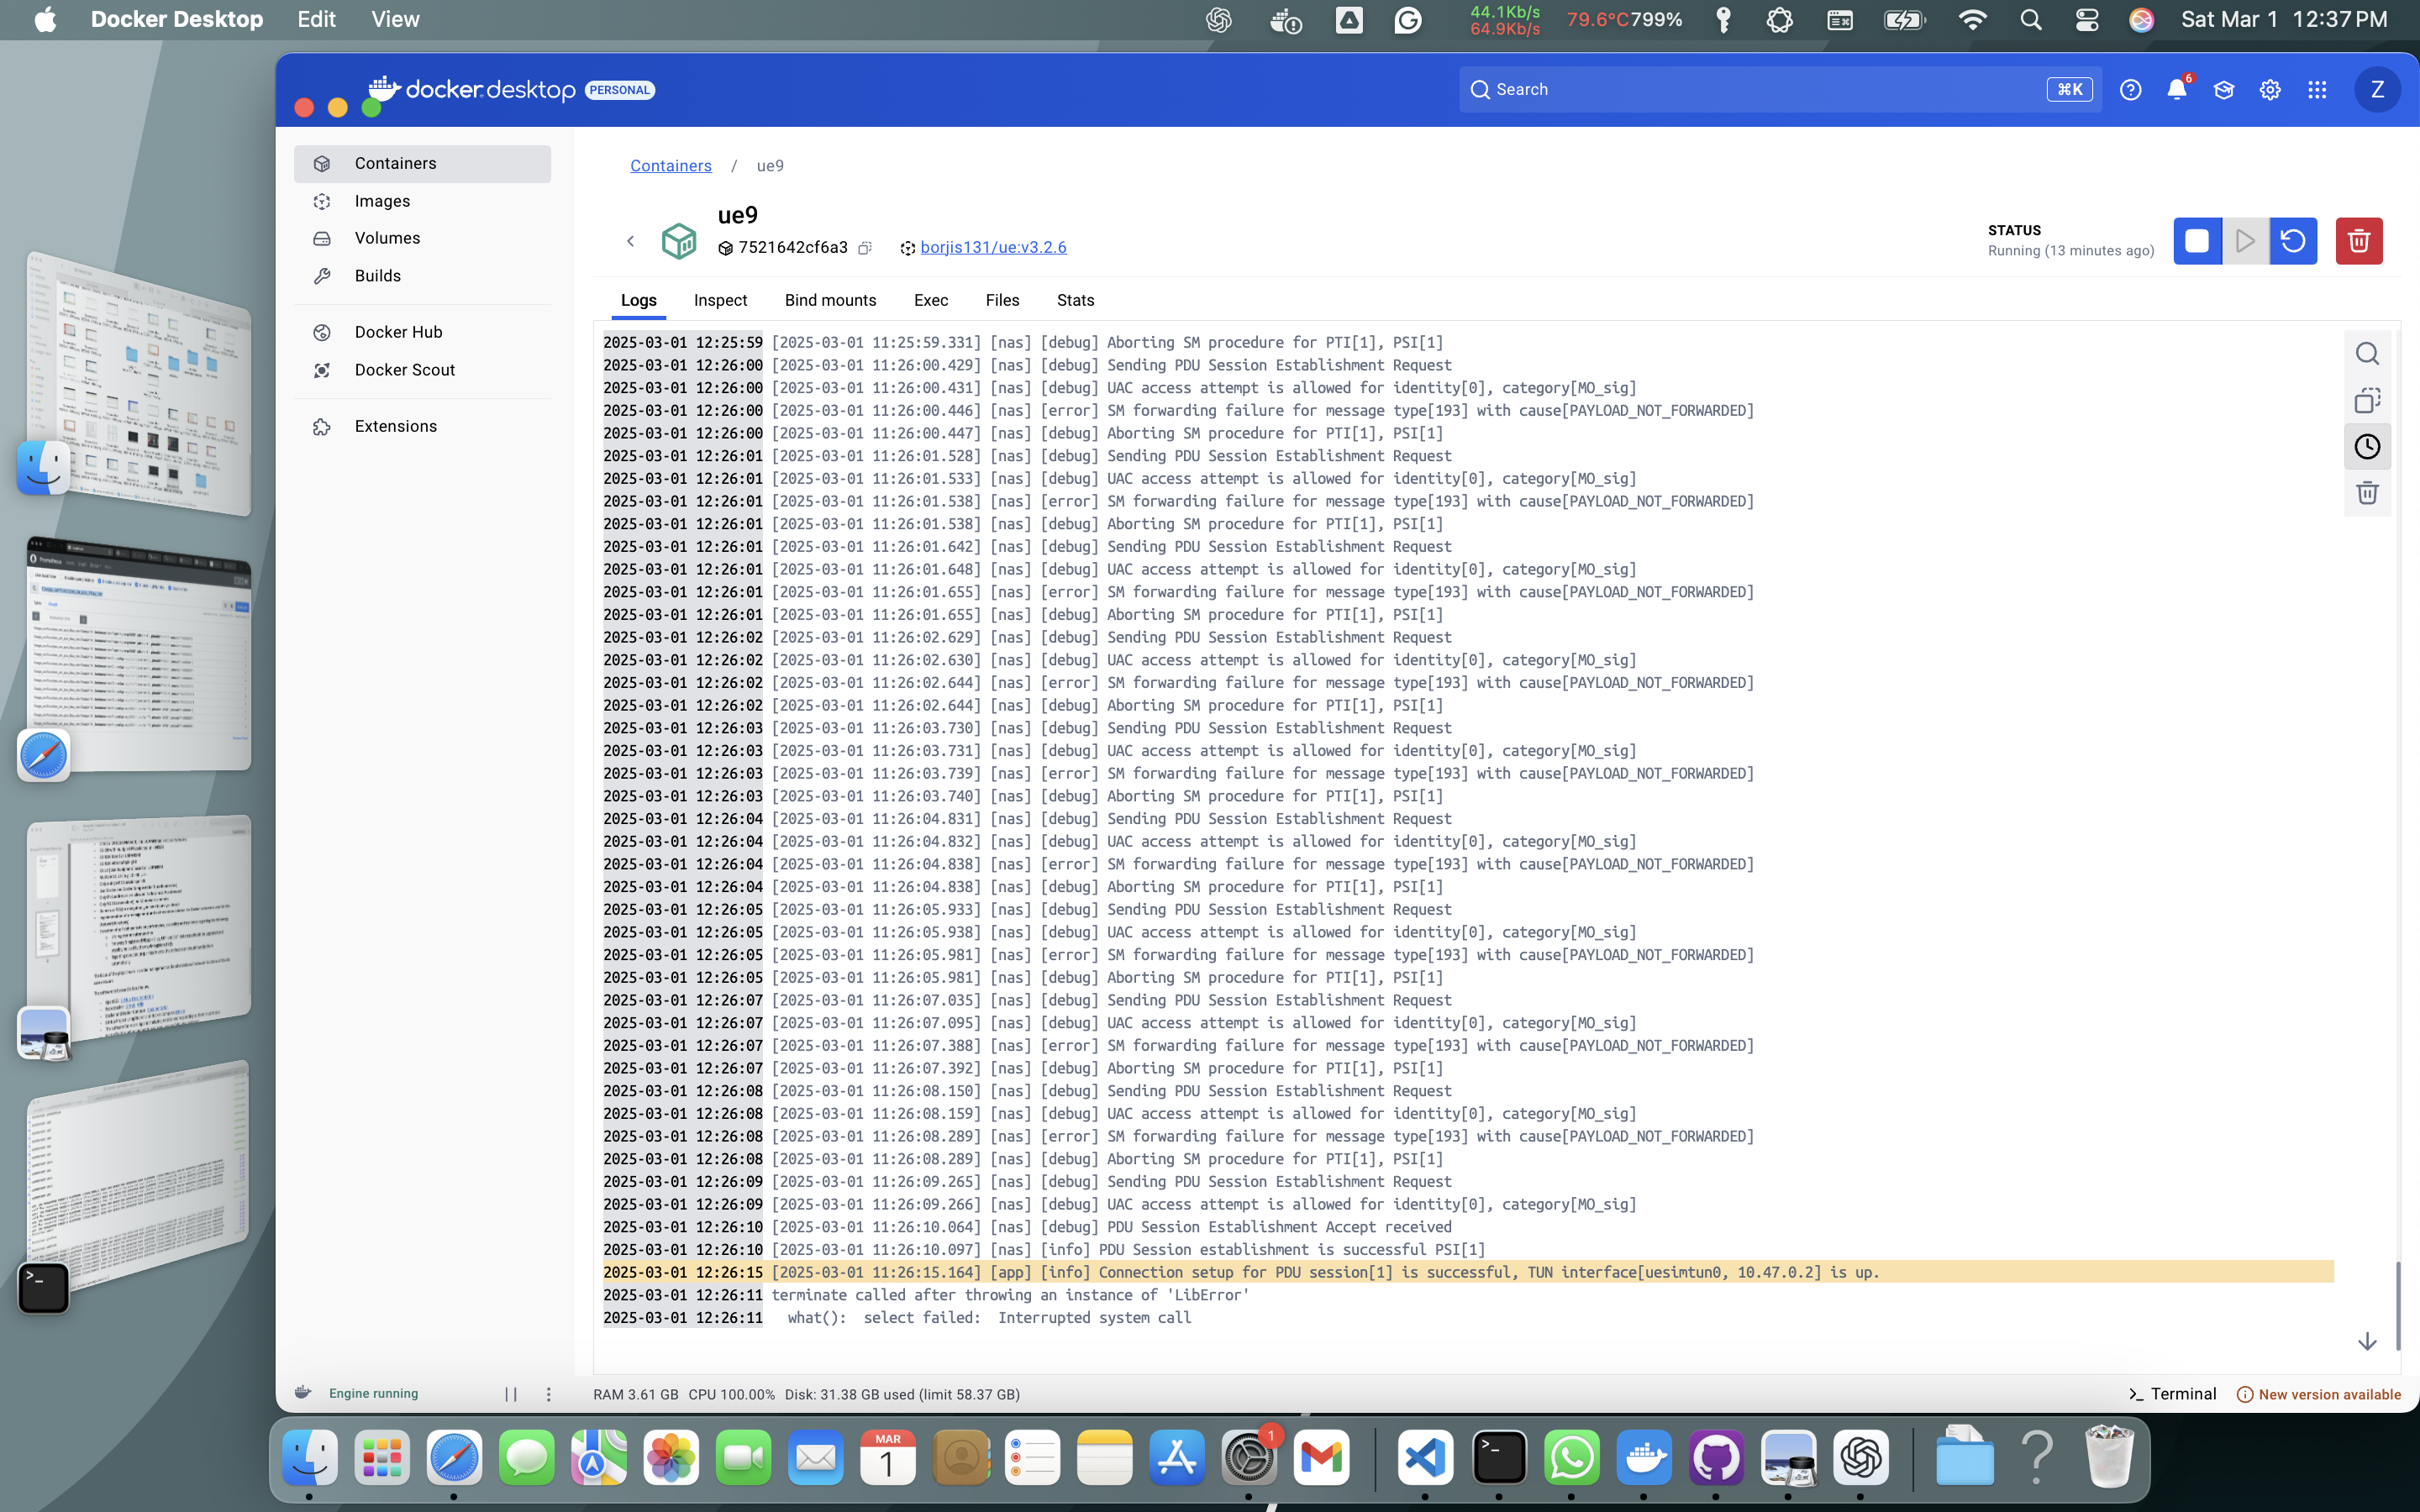 Docker Desktop Edit View
44.1Kb/s
64.9Kb/s
79.6°C 799%
Sat Mar 1 12:37 PM
docker desktop PERSONAL
Search ⌘K
6
Z
Containers
Images
Volumes
Builds
Docker Hub
Docker Scout
Extensions
Containers / ue9
ue9
7521642cf6a3 borjis131/ue:v3.2.6
STATUS
Running (13 minutes ago)
Logs Inspect Bind mounts Exec Files Stats
2025-03-01 12:25:59 [2025-03-01 11:25:59.331] [nas] [debug] Aborting SM procedure for PTI[1], PSI[1]
2025-03-01 12:26:00 [2025-03-01 11:26:00.429] [nas] [debug] Sending PDU Session Establishment Request
2025-03-01 12:26:00 [2025-03-01 11:26:00.431] [nas] [debug] UAC access attempt is allowed for identity[0], category[MO_sig]
2025-03-01 12:26:00 [2025-03-01 11:26:00.446] [nas] [error] SM forwarding failure for message type[193] with cause[PAYLOAD_NOT_FORWARDED]
2025-03-01 12:26:00 [2025-03-01 11:26:00.447] [nas] [debug] Aborting SM procedure for PTI[1], PSI[1]
2025-03-01 12:26:01 [2025-03-01 11:26:01.528] [nas] [debug] Sending PDU Session Establishment Request
2025-03-01 12:26:01 [2025-03-01 11:26:01.533] [nas] [debug] UAC access attempt is allowed for identity[0], category[MO_sig]
2025-03-01 12:26:01 [2025-03-01 11:26:01.538] [nas] [error] SM forwarding failure for message type[193] with cause[PAYLOAD_NOT_FORWARDED]
2025-03-01 12:26:01 [2025-03-01 11:26:01.538] [nas] [debug] Aborting SM procedure for PTI[1], PSI[1]
2025-03-01 12:26:01 [2025-03-01 11:26:01.642] [nas] [debug] Sending PDU Session Establishment Request
2025-03-01 12:26:01 [2025-03-01 11:26:01.648] [nas] [debug] UAC access attempt is allowed for identity[0], category[MO_sig]
2025-03-01 12:26:01 [2025-03-01 11:26:01.655] [nas] [error] SM forwarding failure for message type[193] with cause[PAYLOAD_NOT_FORWARDED]
2025-03-01 12:26:01 [2025-03-01 11:26:01.655] [nas] [debug] Aborting SM procedure for PTI[1], PSI[1]
2025-03-01 12:26:02 [2025-03-01 11:26:02.629] [nas] [debug] Sending PDU Session Establishment Request
2025-03-01 12:26:02 [2025-03-01 11:26:02.630] [nas] [debug] UAC access attempt is allowed for identity[0], category[MO_sig]
2025-03-01 12:26:02 [2025-03-01 11:26:02.644] [nas] [error] SM forwarding failure for message type[193] with cause[PAYLOAD_NOT_FORWARDED]
2025-03-01 12:26:02 [2025-03-01 11:26:02.644] [nas] [debug] Aborting SM procedure for PTI[1], PSI[1]
2025-03-01 12:26:03 [2025-03-01 11:26:03.730] [nas] [debug] Sending PDU Session Establishment Request
2025-03-01 12:26:03 [2025-03-01 11:26:03.731] [nas] [debug] UAC access attempt is allowed for identity[0], category[MO_sig]
2025-03-01 12:26:03 [2025-03-01 11:26:03.739] [nas] [error] SM forwarding failure for message type[193] with cause[PAYLOAD_NOT_FORWARDED]
2025-03-01 12:26:03 [2025-03-01 11:26:03.740] [nas] [debug] Aborting SM procedure for PTI[1], PSI[1]
2025-03-01 12:26:04 [2025-03-01 11:26:04.831] [nas] [debug] Sending PDU Session Establishment Request
2025-03-01 12:26:04 [2025-03-01 11:26:04.832] [nas] [debug] UAC access attempt is allowed for identity[0], category[MO_sig]
2025-03-01 12:26:04 [2025-03-01 11:26:04.838] [nas] [error] SM forwarding failure for message type[193] with cause[PAYLOAD_NOT_FORWARDED]
2025-03-01 12:26:04 [2025-03-01 11:26:04.838] [nas] [debug] Aborting SM procedure for PTI[1], PSI[1]
2025-03-01 12:26:05 [2025-03-01 11:26:05.933] [nas] [debug] Sending PDU Session Establishment Request
2025-03-01 12:26:05 [2025-03-01 11:26:05.938] [nas] [debug] UAC access attempt is allowed for identity[0], category[MO_sig]
2025-03-01 12:26:05 [2025-03-01 11:26:05.981] [nas] [error] SM forwarding failure for message type[193] with cause[PAYLOAD_NOT_FORWARDED]
2025-03-01 12:26:05 [2025-03-01 11:26:05.981] [nas] [debug] Aborting SM procedure for PTI[1], PSI[1]
2025-03-01 12:26:07 [2025-03-01 11:26:07.035] [nas] [debug] Sending PDU Session Establishment Request
2025-03-01 12:26:07 [2025-03-01 11:26:07.095] [nas] [debug] UAC access attempt is allowed for identity[0], category[MO_sig]
2025-03-01 12:26:07 [2025-03-01 11:26:07.388] [nas] [error] SM forwarding failure for message type[193] with cause[PAYLOAD_NOT_FORWARDED]
2025-03-01 12:26:07 [2025-03-01 11:26:07.392] [nas] [debug] Aborting SM procedure for PTI[1], PSI[1]
2025-03-01 12:26:08 [2025-03-01 11:26:08.150] [nas] [debug] Sending PDU Session Establishment Request
2025-03-01 12:26:08 [2025-03-01 11:26:08.159] [nas] [debug] UAC access attempt is allowed for identity[0], category[MO_sig]
2025-03-01 12:26:08 [2025-03-01 11:26:08.289] [nas] [error] SM forwarding failure for message type[193] with cause[PAYLOAD_NOT_FORWARDED]
2025-03-01 12:26:08 [2025-03-01 11:26:08.289] [nas] [debug] Aborting SM procedure for PTI[1], PSI[1]
2025-03-01 12:26:09 [2025-03-01 11:26:09.265] [nas] [debug] Sending PDU Session Establishment Request
2025-03-01 12:26:09 [2025-03-01 11:26:09.266] [nas] [debug] UAC access attempt is allowed for identity[0], category[MO_sig]
2025-03-01 12:26:10 [2025-03-01 11:26:10.064] [nas] [debug] PDU Session Establishment Accept received
2025-03-01 12:26:10 [2025-03-01 11:26:10.097] [nas] [info] PDU Session establishment is successful PSI[1]
2025-03-01 12:26:15 [2025-03-01 11:26:15.164] [app] [info] Connection setup for PDU session[1] is successful, TUN interface[uesimtun0, 10.47.0.2] is up.
2025-03-01 12:26:11 terminate called after throwing an instance of 'LibError'
2025-03-01 12:26:11 what(): select failed: Interrupted system call
Engine running
RAM 3.61 GB CPU 100.00% Disk: 31.38 GB used (limit 58.37 GB)
Terminal
New version available
MAR
1
1